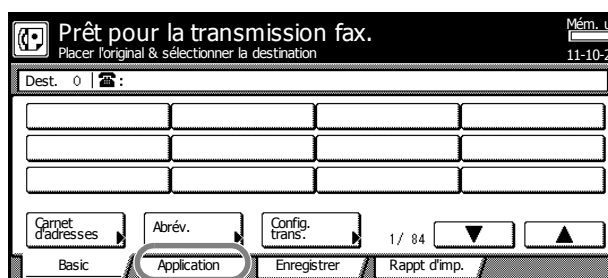 Prêt pour la transmission fax.
Placer l'original & sélectionner la destination
Mém.
11-10-
Dest. 0 :
Carnet d'adresses
Abrév.
Config. trans.
1/ 84
Basic
Application
Enregistrer
Rappt d'imp.